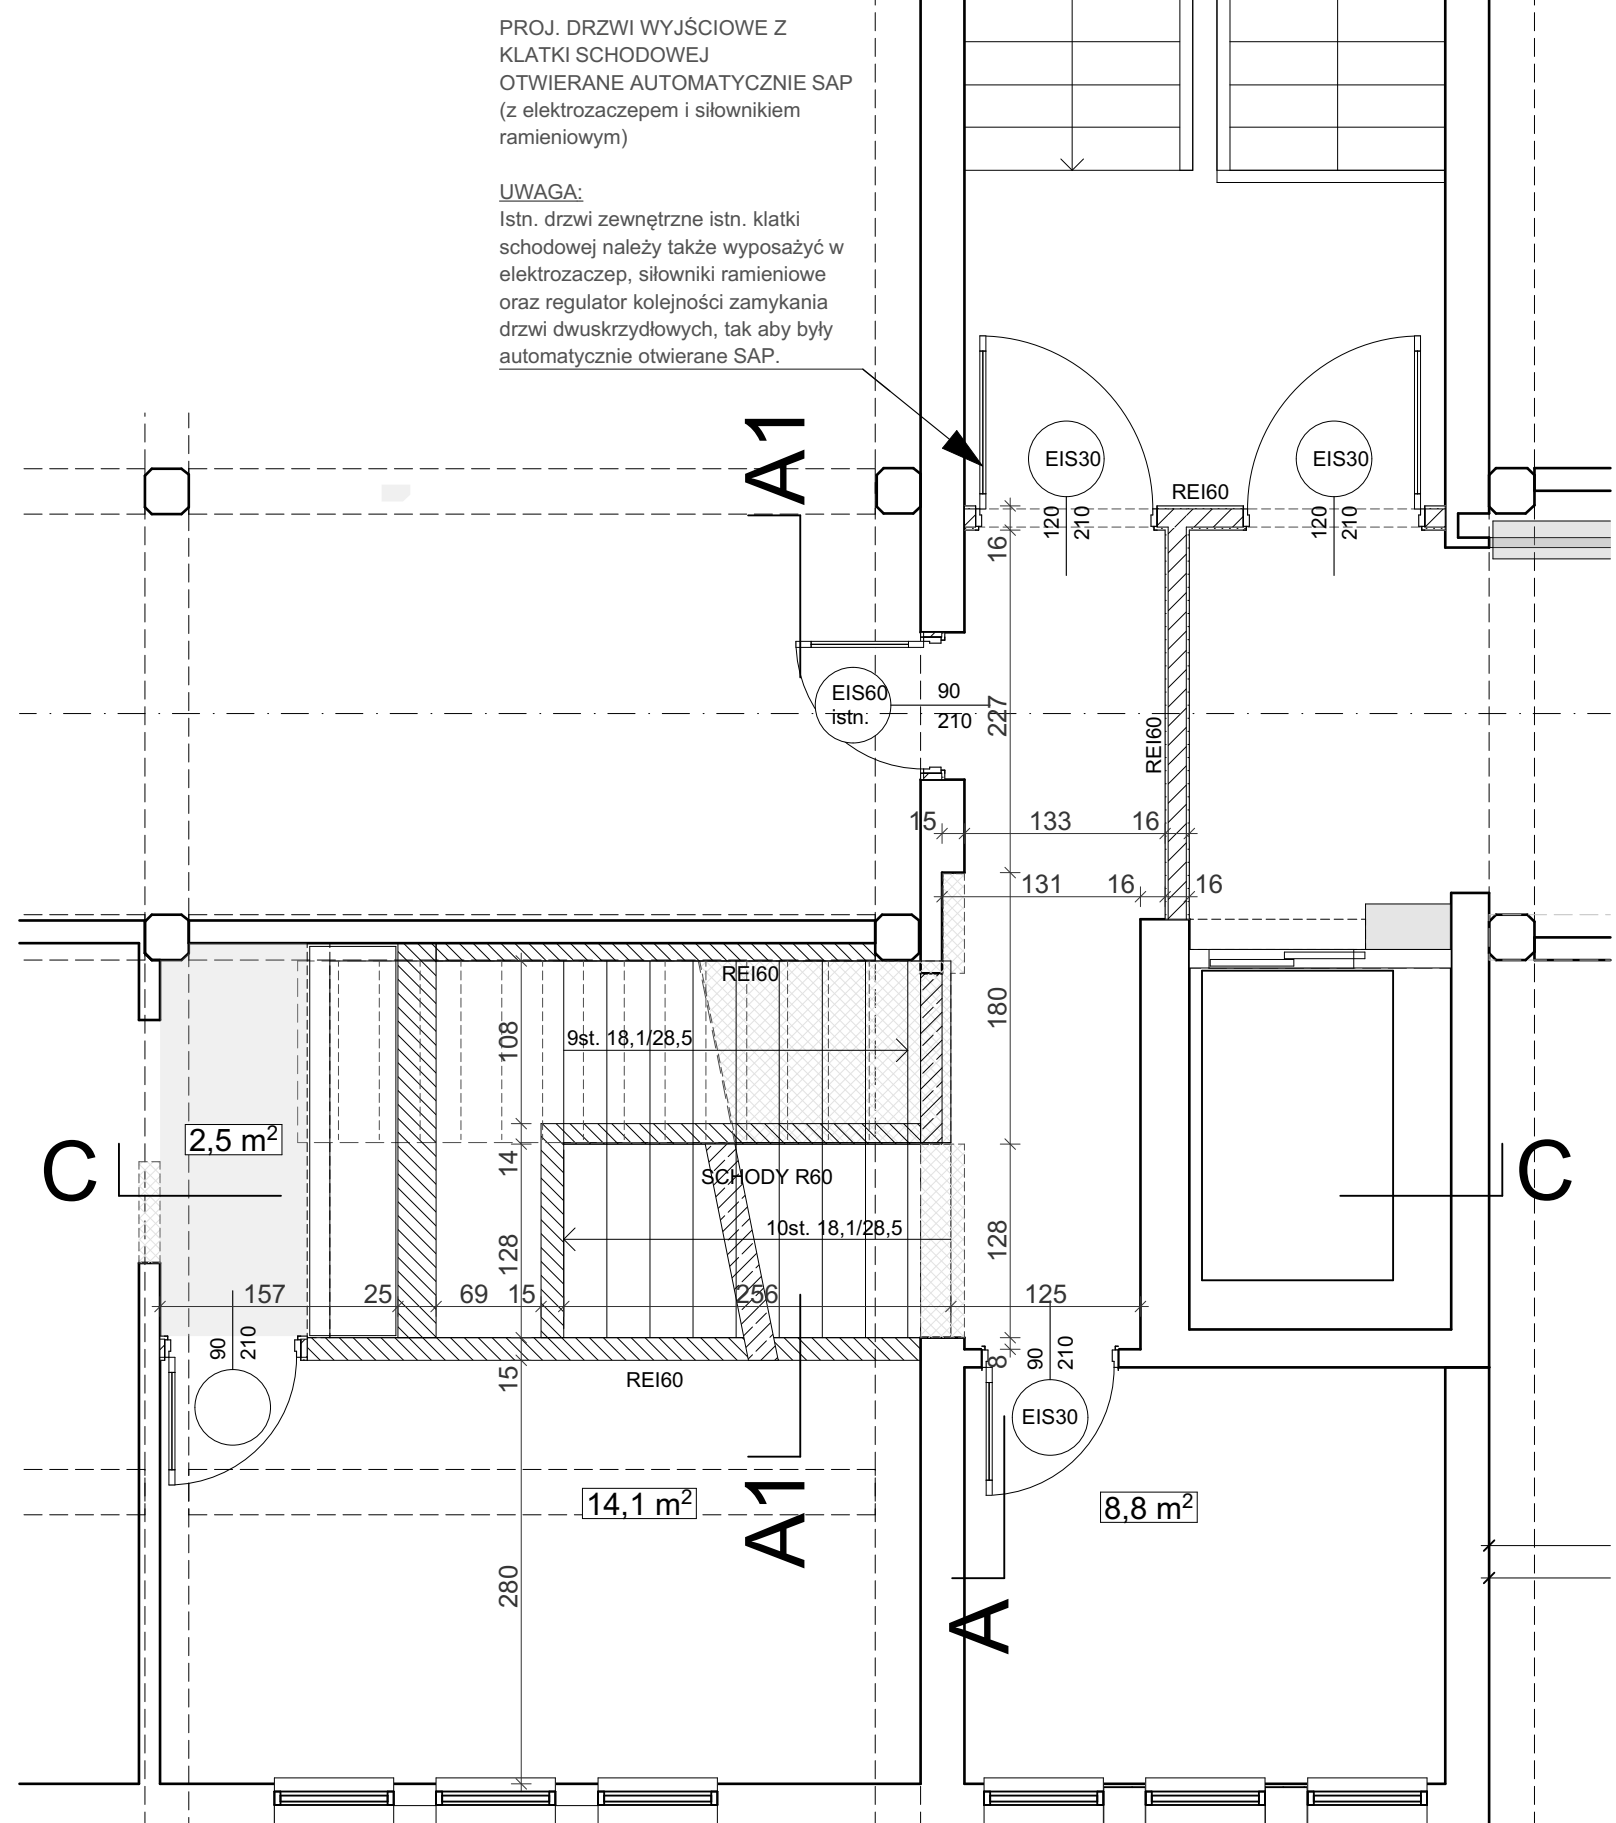 PROJ. DRZWI WYJŚCIOWE Z
KLATKI SCHODOWEJ
OTWIERANE AUTOMATYCZNIE SAP
(z elektrozaczepem i siłownikiem
ramieniowym)
UWAGA:
Istn. drzwi zewnętrzne istn. klatki
schodowej należy także wyposażyć w
elektrozaczep, siłowniki ramieniowe
oraz regulator kolejności zamykania
drzwi dwuskrzydłowych, tak aby były
automatycznie otwierane SAP.
A1
EIS30
EIS30
REI60
120
210
120
210
16
EIS60
istn.
90
210
227
REI60
15
133
16
131
16
16
REI60
180
108
9st. 18,1/28,5
2,5 m²
C
C
14
SCHODY R60
128
10st. 18,1/28,5
128
157
25
69
15
256
125
90
210
15
REI60
8
90
210
EIS30
14,1 m²
A1
8,8 m²
280
A